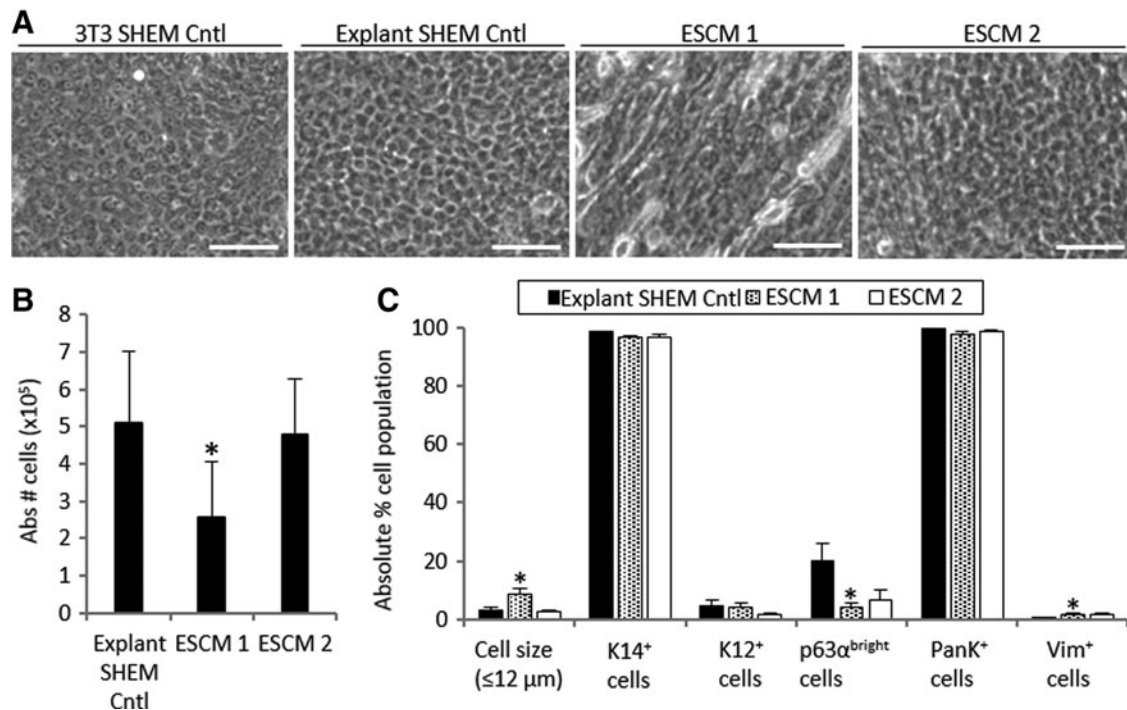 A
3T3 SHEM Cntl
Explant SHEM Cntl
ESCM 1
ESCM 2
B
Abs # cells (x10⁵)
8
7
6
5
4
3
2
1
0
*
Explant SHEM Cntl
ESCM 1
ESCM 2
C
Explant SHEM Cntl
ESCM 1
ESCM 2
Absolute % cell population
100
80
60
40
20
0
*
*
*
Cell size (≤12 μm)
K14⁺ cells
K12⁺ cells
p63α^bright cells
PanK⁺ cells
Vim⁺ cells